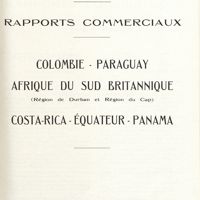 RAPPORTS COMMERCIAUX
COLOMBIE - PARAGUAY
AFRIQUE DU SUD BRITANNIQUE
(Région de Durban et Région du Cap)
COSTA-RICA - ÉQUATEUR - PANAMA